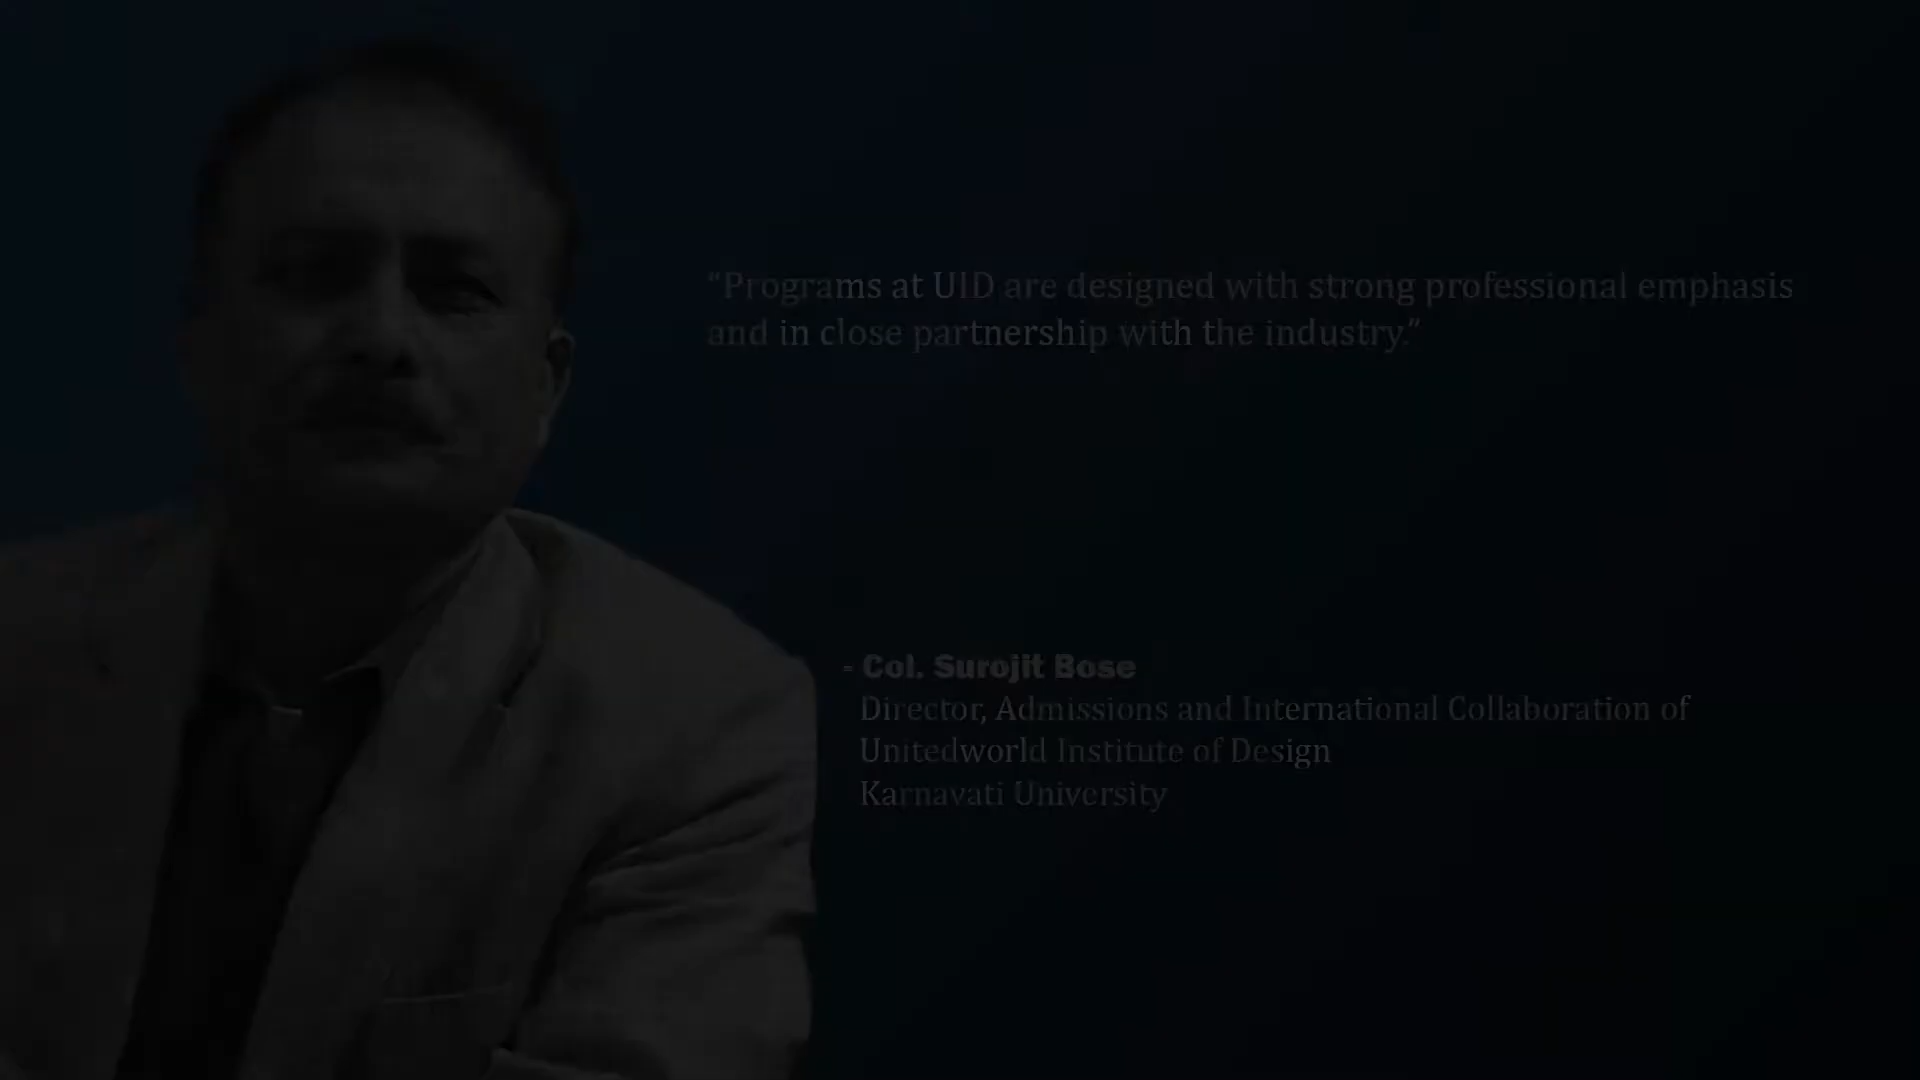 “Programs at UID are designed with strong professional emphasis
and in close partnership with the industry.”
- Col. Surojit Bose
Director, Admissions and International Collaboration of
Unitedworld Institute of Design
Karnavati University